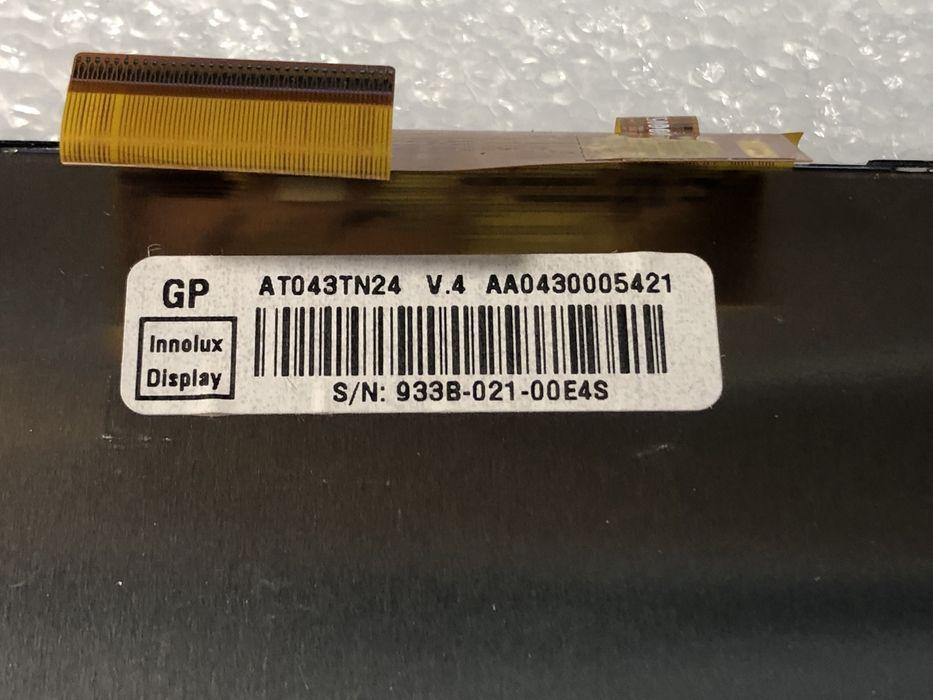 GP
AT043TN24 V.4 AA0430005421
Innolux
Display
S/N: 933B-021-00E4S